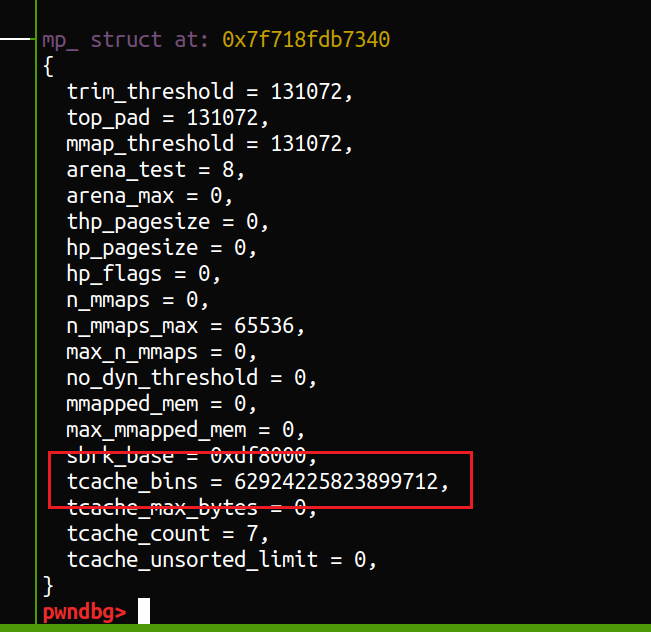 mp_ struct at: 0x7f718fdb7340
{
trim_threshold = 131072,
top_pad = 131072,
mmap_threshold = 131072,
arena_test = 8,
arena_max = 0,
thp_pagesize = 0,
hp_pagesize = 0,
hp_flags = 0,
n_mmaps = 0,
n_mmaps_max = 65536,
max_n_mmaps = 0,
no_dyn_threshold = 0,
mmapped_mem = 0,
max_mmapped_mem = 0,
sbrk_base = 0xdf8000,
tcache_bins = 62924225823899712,
tcache_max_bytes = 0,
tcache_count = 7,
tcache_unsorted_limit = 0,
}
pwndbg>